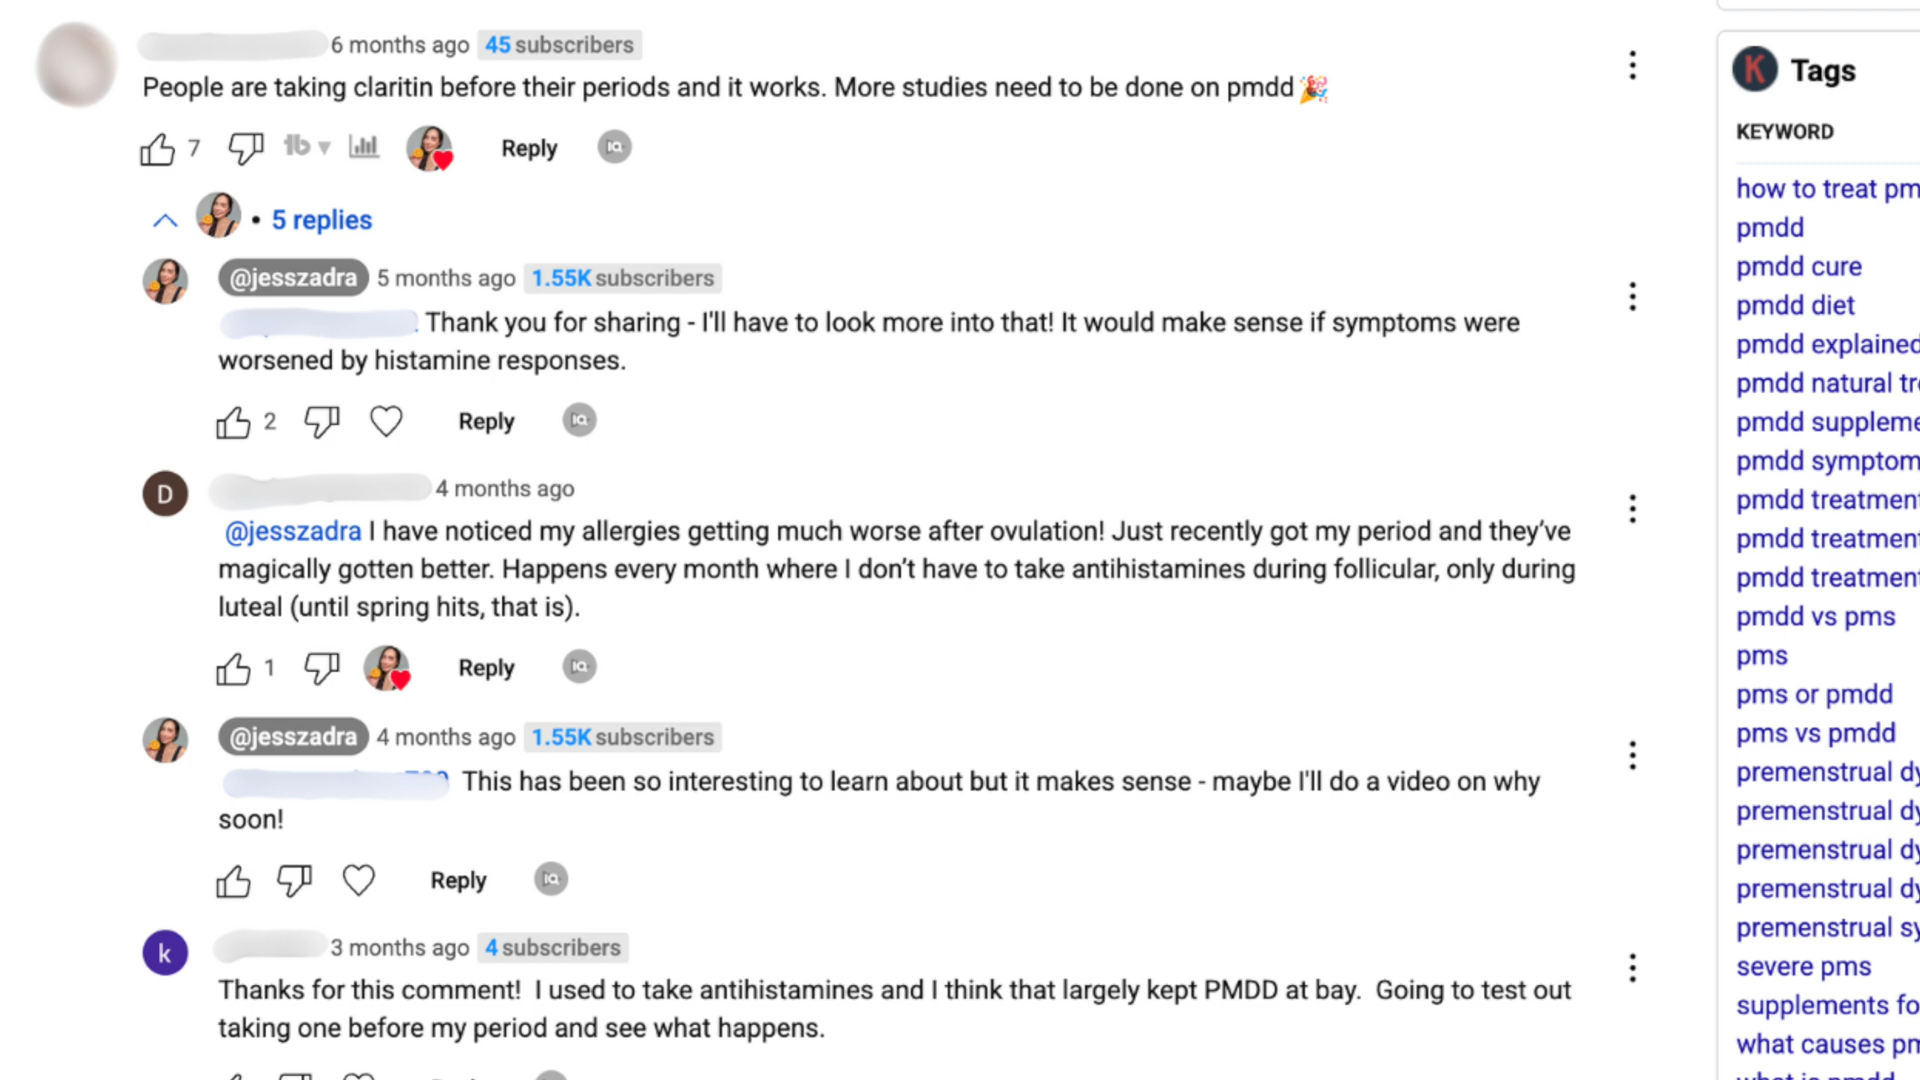 6 months ago 45 subscribers
People are taking claritin before their periods and it works. More studies need to be done on pmdd🎉
7 Reply
• 5 replies
@jesszadra 5 months ago 1.55K subscribers
Thank you for sharing - I'll have to look more into that! It would make sense if symptoms were
worsened by histamine responses.
2 Reply
D 4 months ago
@jesszadra I have noticed my allergies getting much worse after ovulation! Just recently got my period and they’ve
magically gotten better. Happens every month where I don’t have to take antihistamines during follicular, only during
luteal (until spring hits, that is).
1 Reply
@jesszadra 4 months ago 1.55K subscribers
This has been so interesting to learn about but it makes sense - maybe I'll do a video on why
soon!
Reply
k 3 months ago 4 subscribers
Thanks for this comment!  I used to take antihistamines and I think that largely kept PMDD at bay.  Going to test out
taking one before my period and see what happens.
K Tags
KEYWORD
how to treat pm
pmdd
pmdd cure
pmdd diet
pmdd explained
pmdd natural tre
pmdd suppleme
pmdd symptom
pmdd treatment
pmdd treatment
pmdd treatment
pmdd vs pms
pms
pms or pmdd
pms vs pmdd
premenstrual dy
premenstrual dy
premenstrual dy
premenstrual dy
premenstrual sy
severe pms
supplements fo
what causes pm
what is pmdd